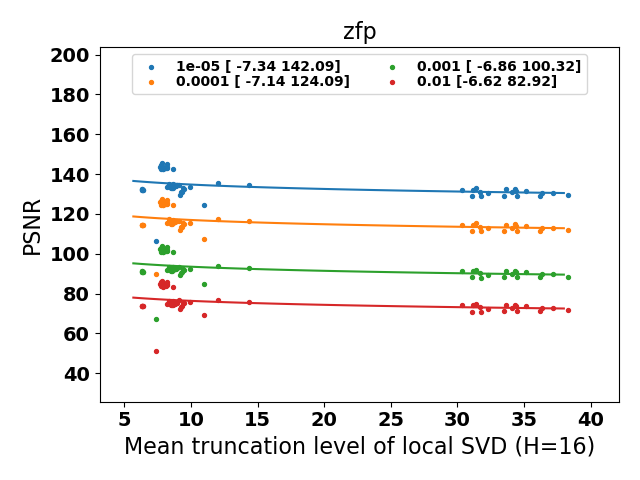 zfp
1e-05 [ -7.34 142.09]
0.0001 [ -7.14 124.09]
0.001 [ -6.86 100.32]
0.01 [-6.62 82.92]
PSNR
200
180
160
140
120
100
80
60
40
5 10 15 20 25 30 35 40
Mean truncation level of local SVD (H=16)